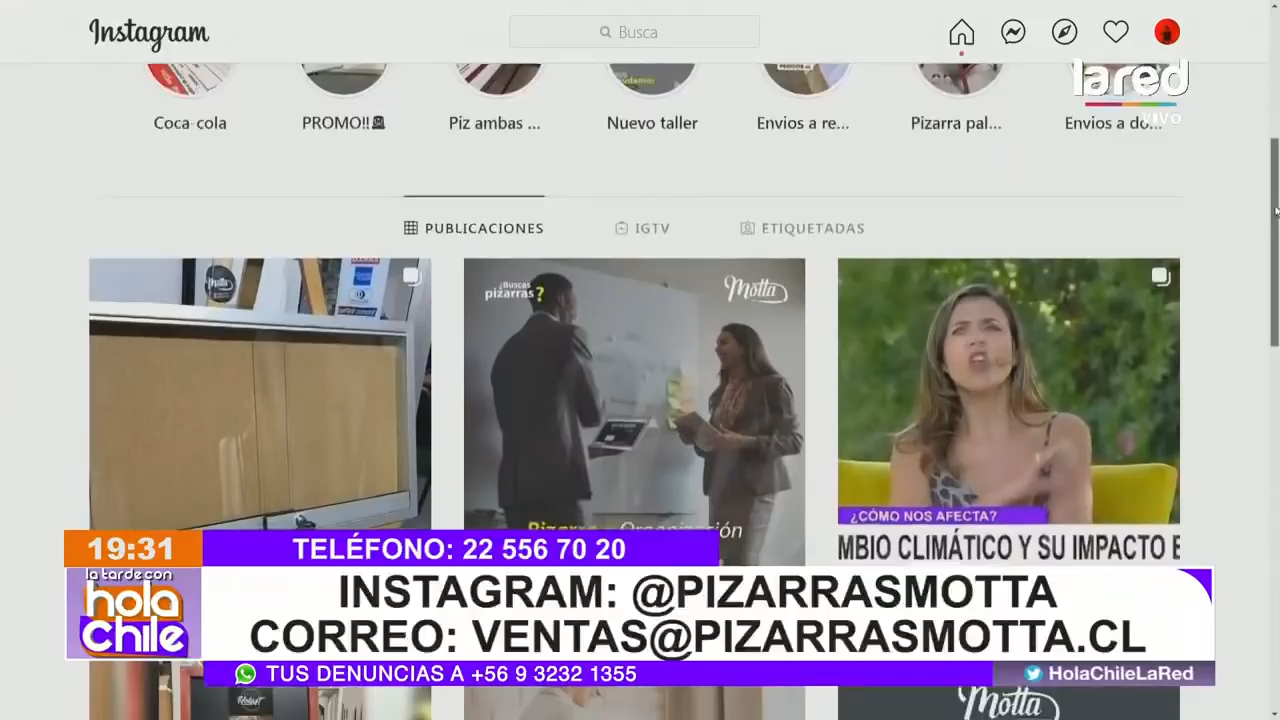 Instagram
Busca
lared
VIVO
Coca-cola
PROMO!!
Piz ambas ...
Nuevo taller
Envios a re...
Pizarra pal...
Envios a do...
PUBLICACIONES
IGTV
ETIQUETADAS
Motta
¿Buscas
pizarras?
Motta
Pizarra
Organización
¿CÓMO NOS AFECTA?
MBIO CLIMÁTICO Y SU IMPACTO E
19:31
TELÉFONO: 22 556 70 20
la tarde con
hola
chile
INSTAGRAM: @PIZARRASMOTTA
CORREO: VENTAS@PIZARRASMOTTA.CL
TUS DENUNCIAS A +56 9 3232 1355
HolaChileLaRed
Motta